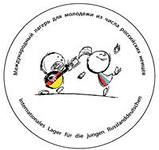 Международный лагерь для молодежи из числа российских немцев
Internationales Lager für die jungen Russlanddeutschen